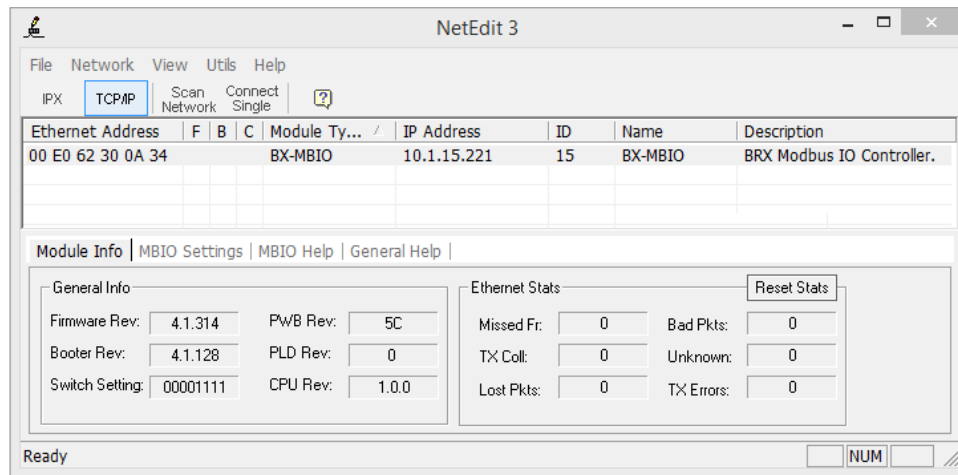 NetEdit 3
File Network View Utils Help
IPX TCP/IP Scan Network Connect Single
Ethernet Address F B C Module Ty... IP Address ID Name Description
00 E0 62 30 0A 34 BX-MBIO 10.1.15.221 15 BX-MBIO BRX Modbus IO Controller.
Module Info MBIO Settings MBIO Help General Help
General Info Ethernet Stats Reset Stats
Firmware Rev: 4.1.314 PWB Rev: 5C Missed Fr: 0 Bad Pkts: 0
Booter Rev: 4.1.128 PLD Rev: 0 TX Coll: 0 Unknown: 0
Switch Setting: 00001111 CPU Rev: 1.0.0 Lost Pkts: 0 TX Errors: 0
Ready NUM